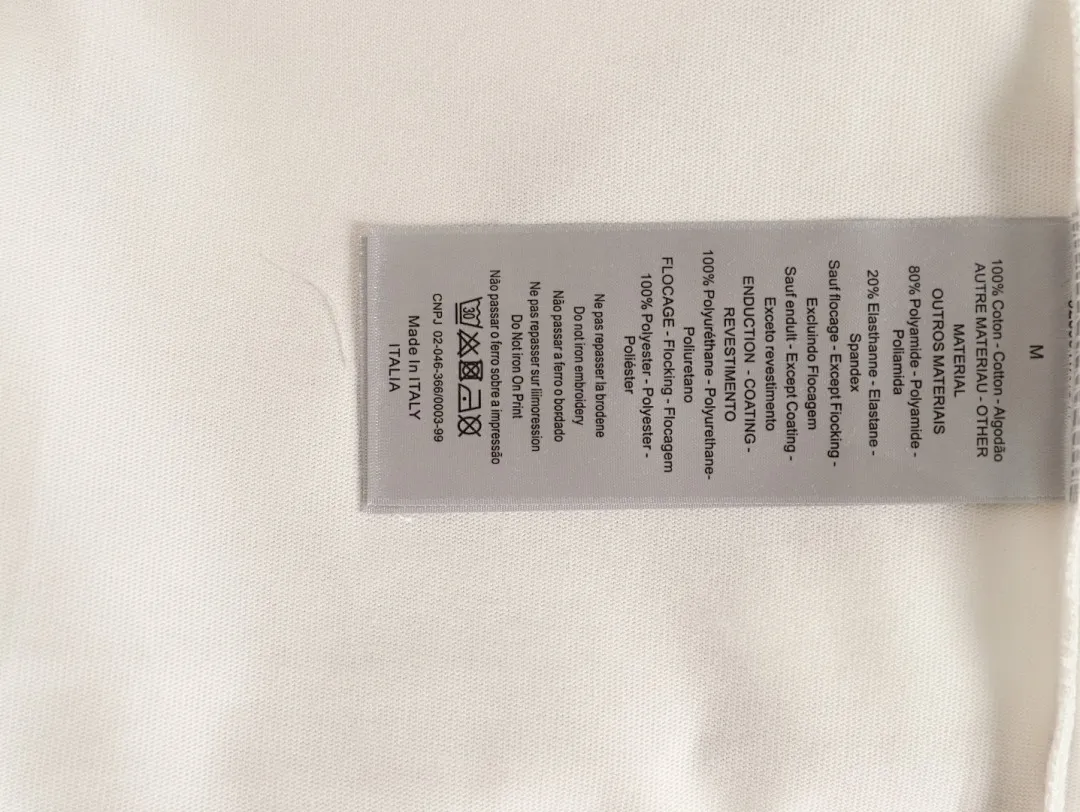 M
100% Coton - Cotton - Algodão
AUTRE MATERIAU - OTHER
MATERIAL
OUTROS MATERIAIS
80% Polyamide - Polyamide -
Poliamida
20% Elasthanne - Elastane -
Spandex
Sauf flocage - Except Flocking -
Excluindo Flocagem
Sauf enduit - Except Coating -
Exceto revestimento
ENDUCTION - COATING -
REVESTIMENTO
100% Polyuréthane - Polyurethane-
Poliuretano
FLOCAGE - Flocking - Flocagem
100% Polyester - Polyester -
Poliéster
Ne pas repasser la brodene
Do not iron embroidery
Não passar a ferro o bordado
Ne pas repasser sur liimoression
Do Not iron On Print
Não passar o ferro sobre a impressão
30
CNPJ 02-046-366/0003-99
Made In ITALY
ITALIA